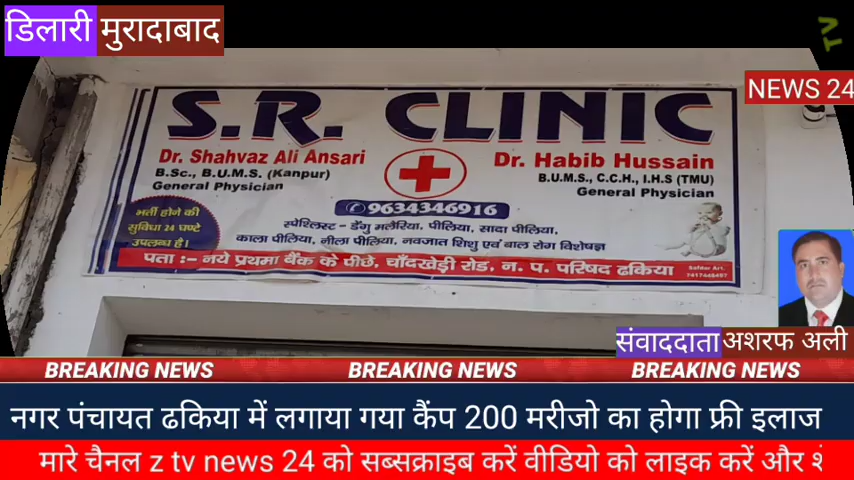 डिलारी मुरादाबाद
TV
NEWS 24
S.R. CLINIC
Dr. Shahvaz Ali Ansari
B.Sc., B.U.M.S. (Kanpur)
General Physician
Dr. Habib Hussain
B.U.M.S., C.C.H., I.H.S (TMU)
General Physician
9634346916
भर्ती होने की
सुविधा 24 घण्टे
उपलब्ध है।
स्पेश्लिस्ट - डेंगु मलैरिया, पीलिया, सादा पीलिया,
काला पीलिया, नीला पीलिया, नवजात शिशु एवं बाल रोग विशेषज्ञ
पता :– नये प्रथमा बैंक के पीछे, चाँदखेड़ी रोड, न. प. परिषद ढकिया
Safdar Art.
संवाददाता अशरफ अली
BREAKING NEWS BREAKING NEWS BREAKING NEWS
नगर पंचायत ढकिया में लगाया गया कैंप 200 मरीजो का होगा फ्री इलाज
मारे चैनल z tv news 24 को सब्सक्राइब करें वीडियो को लाइक करें और